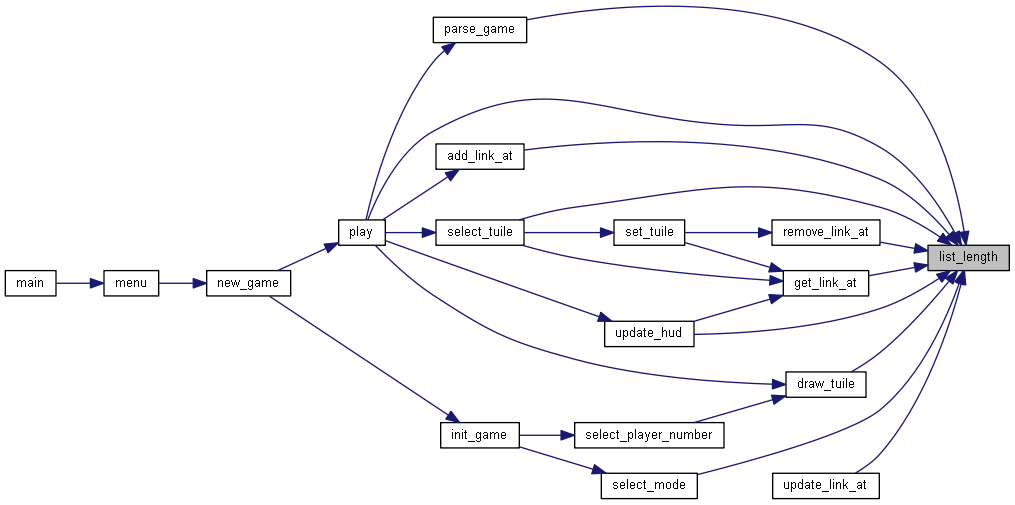 parse_game
add_link_at
play
select_tuile
set_tuile
remove_link_at
list_length
main
menu
new_game
get_link_at
update_hud
draw_tuile
init_game
select_player_number
select_mode
update_link_at